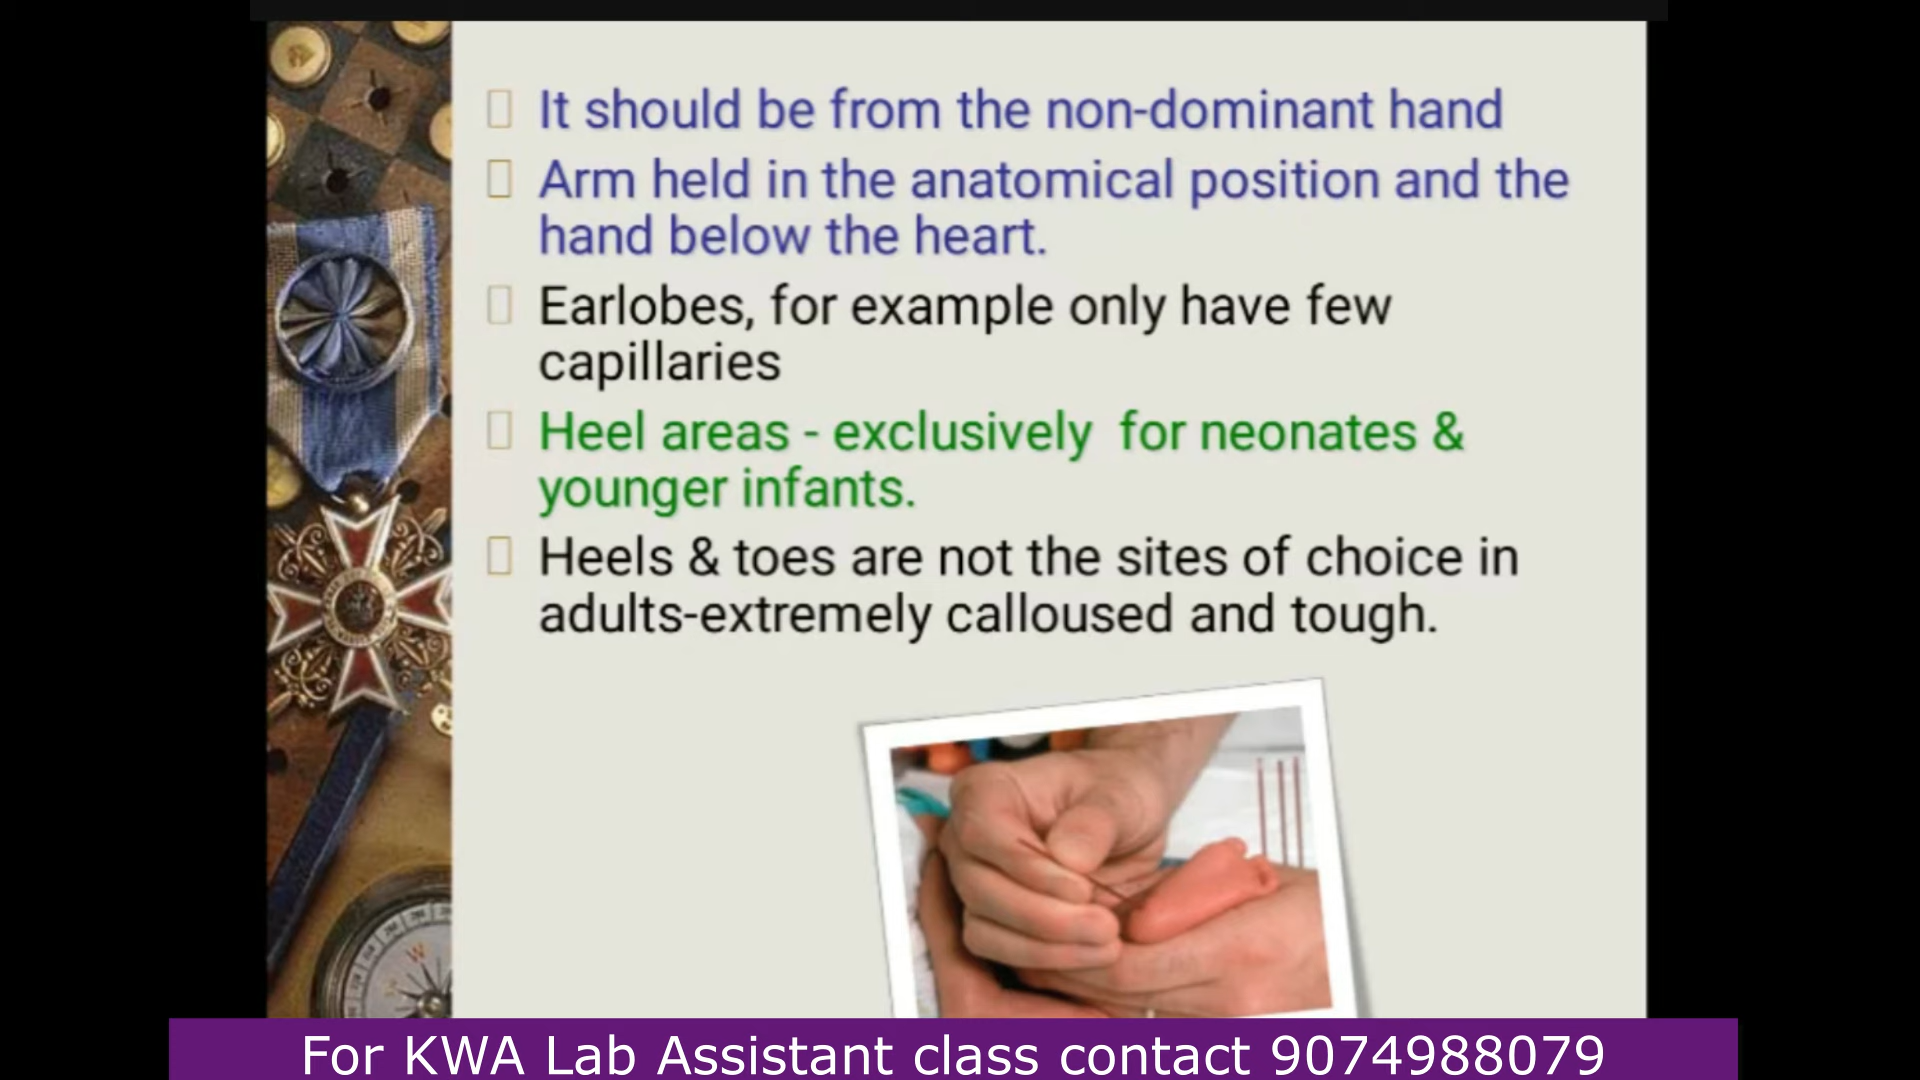 It should be from the non-dominant hand
Arm held in the anatomical position and the
hand below the heart.
Earlobes, for example only have few
capillaries
Heel areas - exclusively for neonates &
younger infants.
Heels & toes are not the sites of choice in
adults-extremely calloused and tough.
For KWA Lab Assistant class contact 9074988079